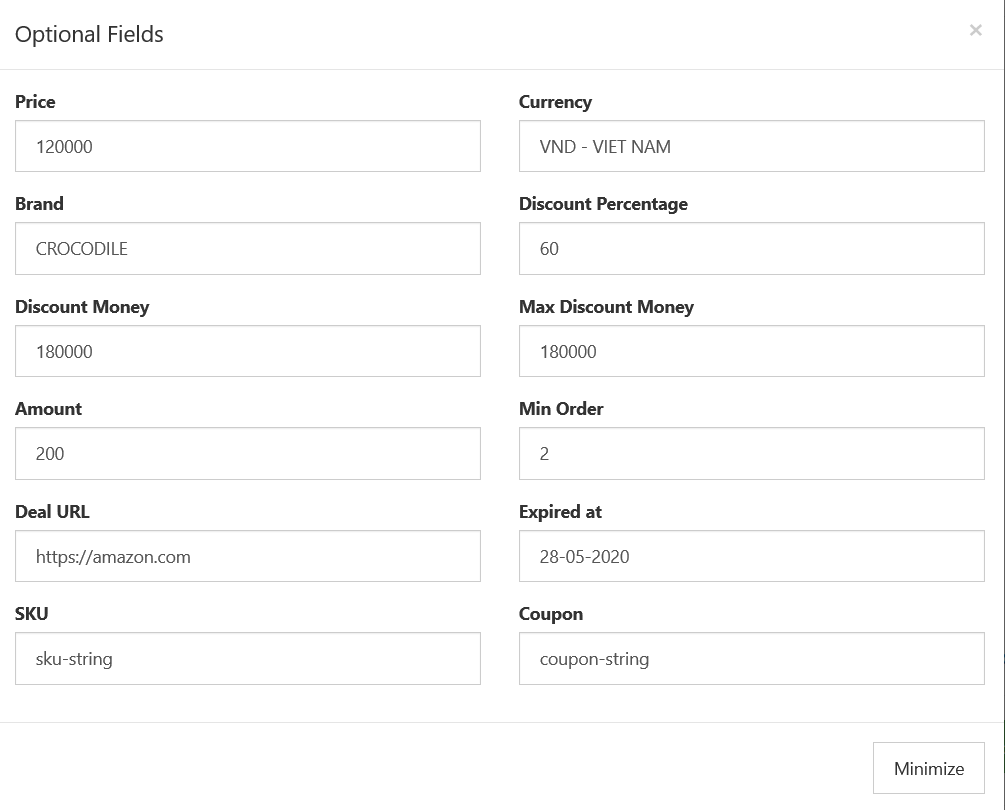 Optional Fields
×
Price
Currency
120000
VND - VIET NAM
Brand
Discount Percentage
CROCODILE
60
Discount Money
Max Discount Money
180000
180000
Amount
Min Order
200
2
Deal URL
Expired at
https://amazon.com
28-05-2020
SKU
Coupon
sku-string
coupon-string
Minimize